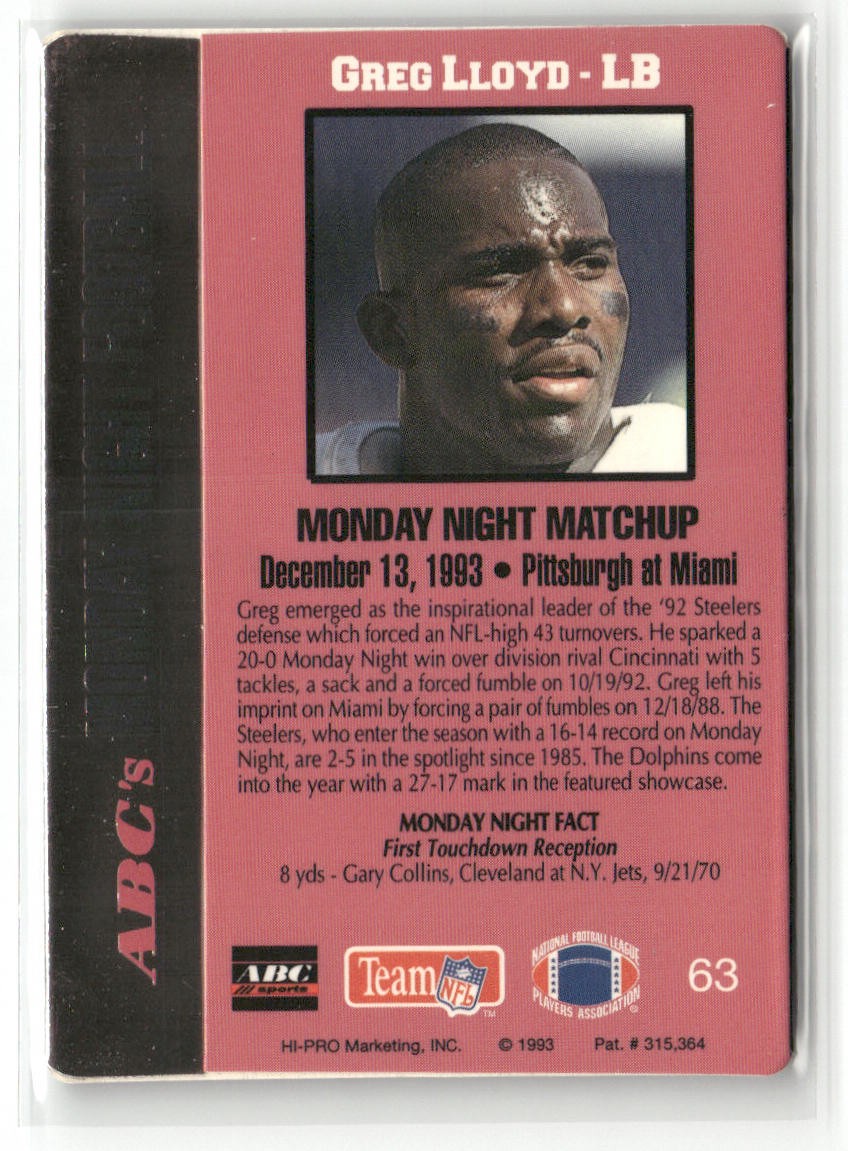 GREG LLOYD - LB
MONDAY NIGHT MATCHUP
December 13, 1993 • Pittsburgh at Miami
Greg emerged as the inspirational leader of the '92 Steelers
defense which forced an NFL-high 43 turnovers. He sparked a
20-0 Monday Night win over division rival Cincinnati with 5
tackles, a sack and a forced fumble on 10/19/92. Greg left his
imprint on Miami by forcing a pair of fumbles on 12/18/88. The
Steelers, who enter the season with a 16-14 record on Monday
Night, are 2-5 in the spotlight since 1985. The Dolphins come
into the year with a 27-17 mark in the featured showcase.
MONDAY NIGHT FACT
First Touchdown Reception
8 yds - Gary Collins, Cleveland at N.Y. Jets, 9/21/70
ABC's MONDAY NIGHT FOOTBALL
ABC
sports
Team NFL ™
NATIONAL FOOTBALL LEAGUE
PLAYERS ASSOCIATION ©
63
HI-PRO Marketing, INC. © 1993 Pat. # 315,364